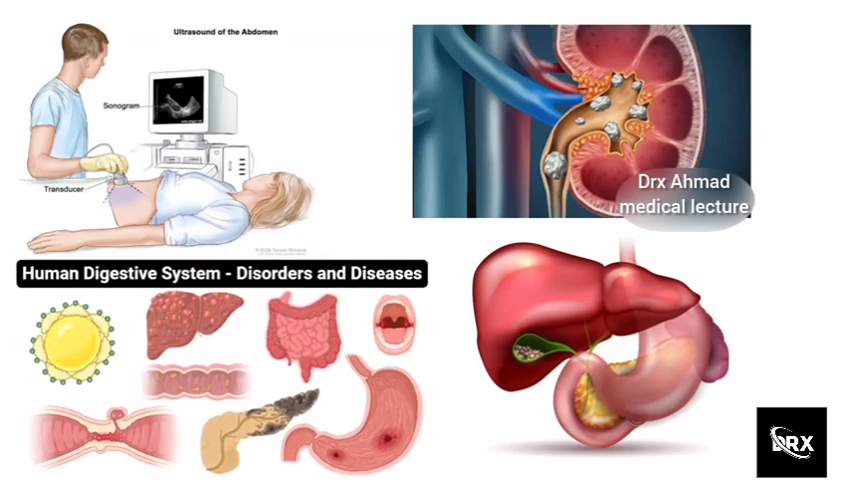 Ultrasound of the Abdomen
Sonogram
Transducer
Drx Ahmad
medical lecture
Human Digestive System - Disorders and Diseases
DRX